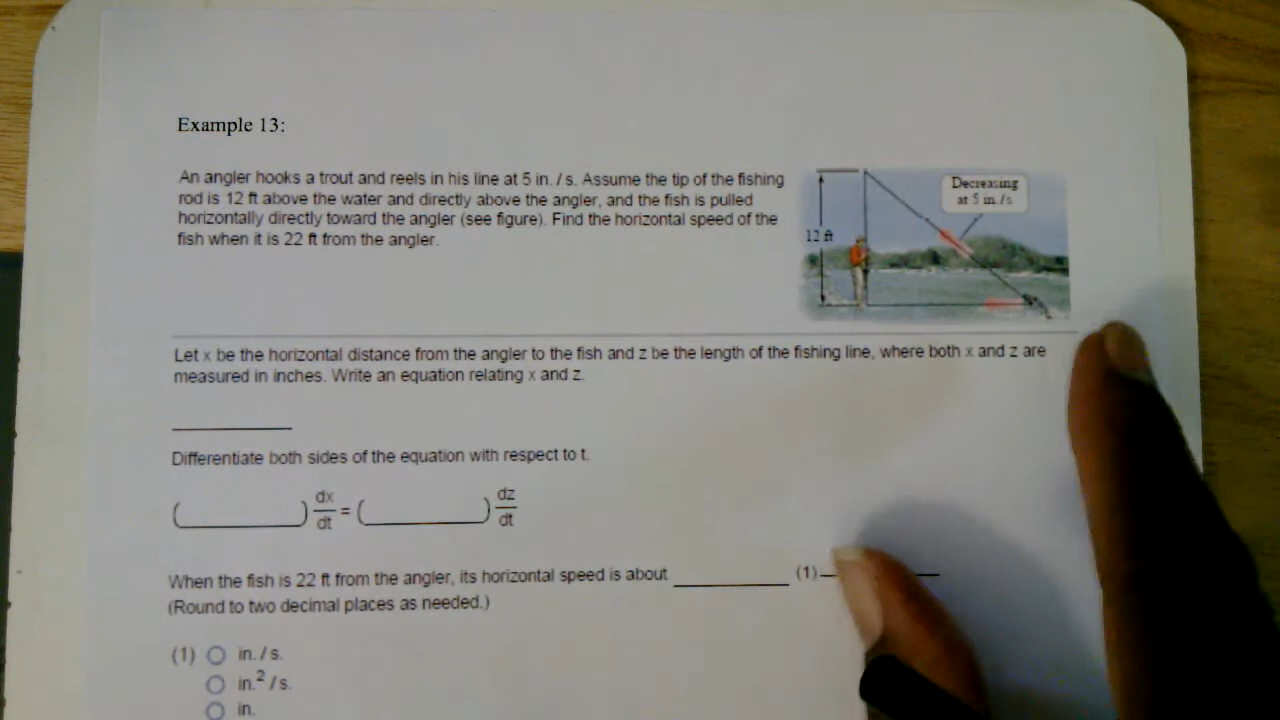 Example 13:
An angler hooks a trout and reels in his line at 5 in. / s. Assume the tip of the fishing
rod is 12 ft above the water and directly above the angler, and the fish is pulled
horizontally directly toward the angler (see figure). Find the horizontal speed of the
fish when it is 22 ft from the angler.
Decreasing
at 5 in./s
12 ft
Let x be the horizontal distance from the angler to the fish and z be the length of the fishing line, where both x and z are
measured in inches. Write an equation relating x and z.
Differentiate both sides of the equation with respect to t.
( ) dx/dt = ( ) dz/dt
When the fish is 22 ft from the angler, its horizontal speed is about ________ (1)
(Round to two decimal places as needed.)
(1) in. / s.
in.² / s.
in.